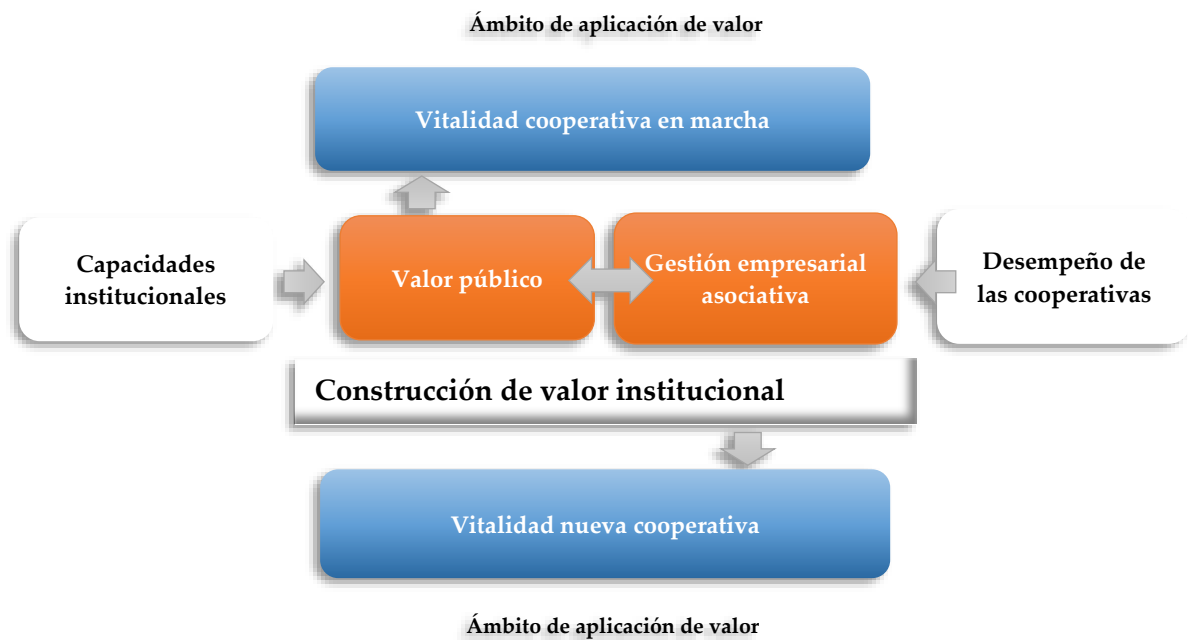 Ámbito de aplicación de valor
Vitalidad cooperativa en marcha
Capacidades
institucionales
Valor público
Gestión empresarial
asociativa
Desempeño de
las cooperativas
Construcción de valor institucional
Vitalidad nueva cooperativa
Ámbito de aplicación de valor